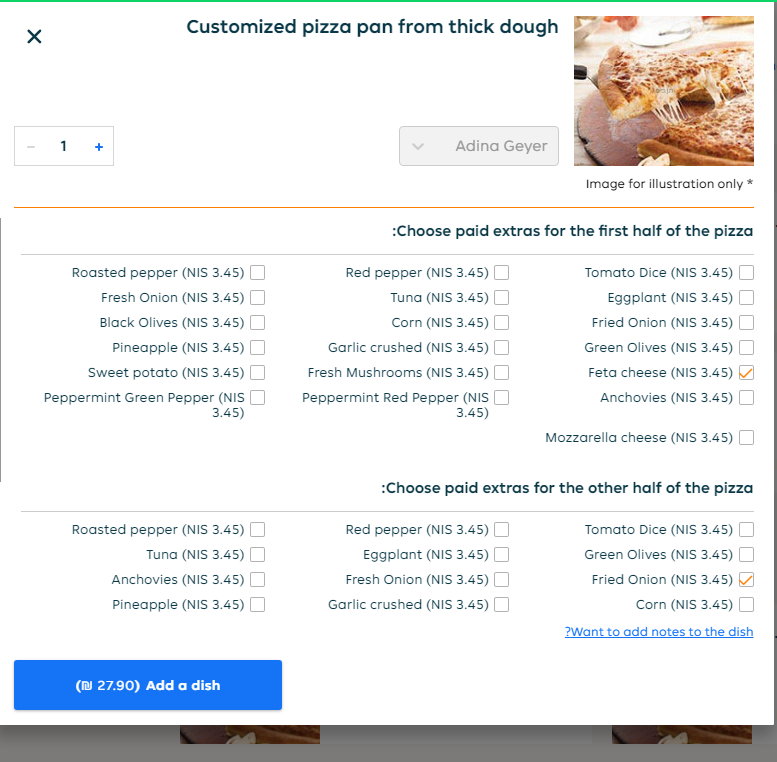 Customized pizza pan from thick dough
− 1 +
Adina Geyer
Image for illustration only *
:Choose paid extras for the first half of the pizza
Tomato Dice (NIS 3.45)
Red pepper (NIS 3.45)
Roasted pepper (NIS 3.45)
Eggplant (NIS 3.45)
Tuna (NIS 3.45)
Fresh Onion (NIS 3.45)
Fried Onion (NIS 3.45)
Corn (NIS 3.45)
Black Olives (NIS 3.45)
Green Olives (NIS 3.45)
Garlic crushed (NIS 3.45)
Pineapple (NIS 3.45)
Feta cheese (NIS 3.45)
Fresh Mushrooms (NIS 3.45)
Sweet potato (NIS 3.45)
Anchovies (NIS 3.45)
Peppermint Red Pepper (NIS
3.45)
Peppermint Green Pepper (NIS
3.45)
Mozzarella cheese (NIS 3.45)
:Choose paid extras for the other half of the pizza
Tomato Dice (NIS 3.45)
Red pepper (NIS 3.45)
Roasted pepper (NIS 3.45)
Green Olives (NIS 3.45)
Eggplant (NIS 3.45)
Tuna (NIS 3.45)
Fried Onion (NIS 3.45)
Fresh Onion (NIS 3.45)
Anchovies (NIS 3.45)
Corn (NIS 3.45)
Garlic crushed (NIS 3.45)
Pineapple (NIS 3.45)
?Want to add notes to the dish
(₪ 27.90) Add a dish